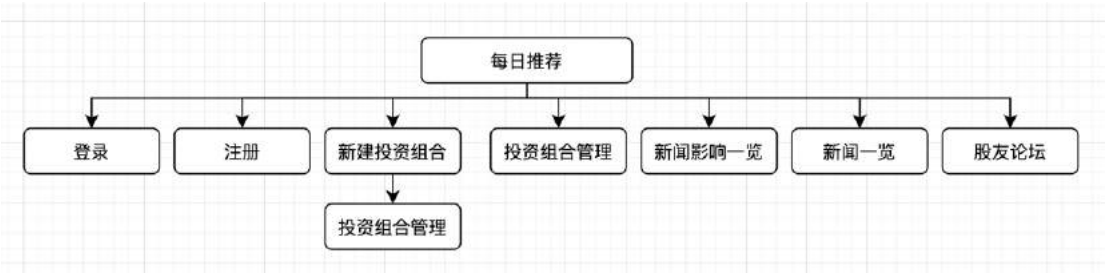 每日推荐
登录
注册
新建投资组合
投资组合管理
新闻影响一览
新闻一览
股友论坛
投资组合管理